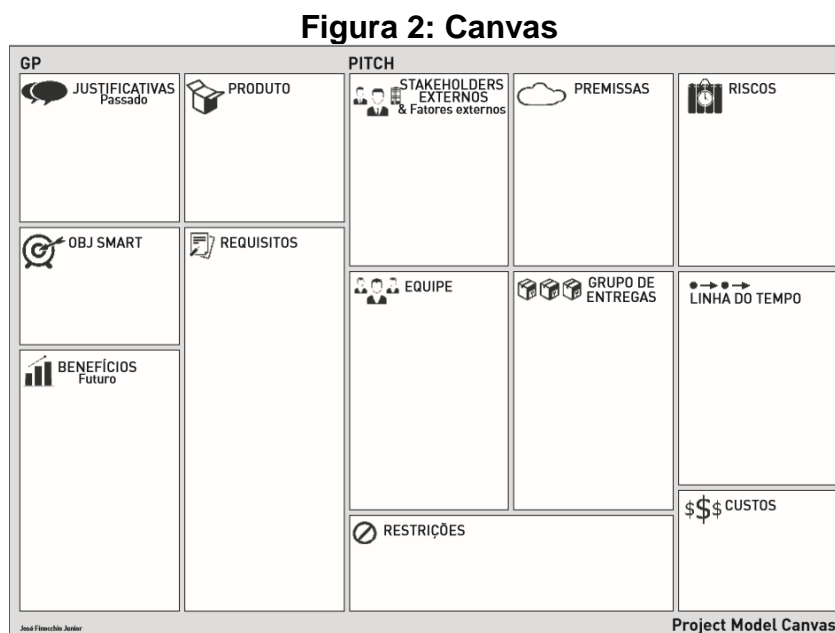 Figura 2: Canvas
GP
PITCH
JUSTIFICATIVAS
Passado
PRODUTO
STAKEHOLDERS
EXTERNOS
& Fatores externos
PREMISSAS
RISCOS
OBJ SMART
REQUISITOS
EQUIPE
GRUPO DE
ENTREGAS
LINHA DO TEMPO
BENEFÍCIOS
Futuro
$$$ CUSTOS
RESTRIÇÕES
José Finocchio Junior
Project Model Canvas